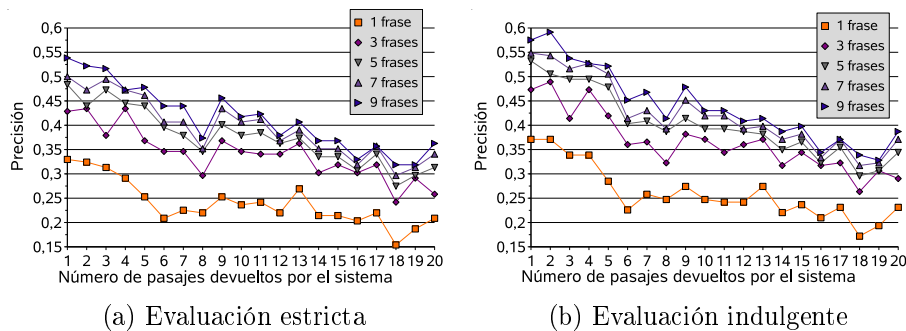 0,6
0,55
0,5
0,45
0,4
0,35
0,3
0,25
0,2
0,15
Precisión
1 frase
3 frases
5 frases
7 frases
9 frases
1 2 3 4 5 6 7 8 9 10 11 12 13 14 15 16 17 18 19 20
Número de pasajes devueltos por el sistema
(a) Evaluación estricta
0,6
0,55
0,5
0,45
0,4
0,35
0,3
0,25
0,2
0,15
Precisión
1 frase
3 frases
5 frases
7 frases
9 frases
1 2 3 4 5 6 7 8 9 10 11 12 13 14 15 16 17 18 19 20
Número de pasajes devueltos por el sistema
(b) Evaluación indulgente